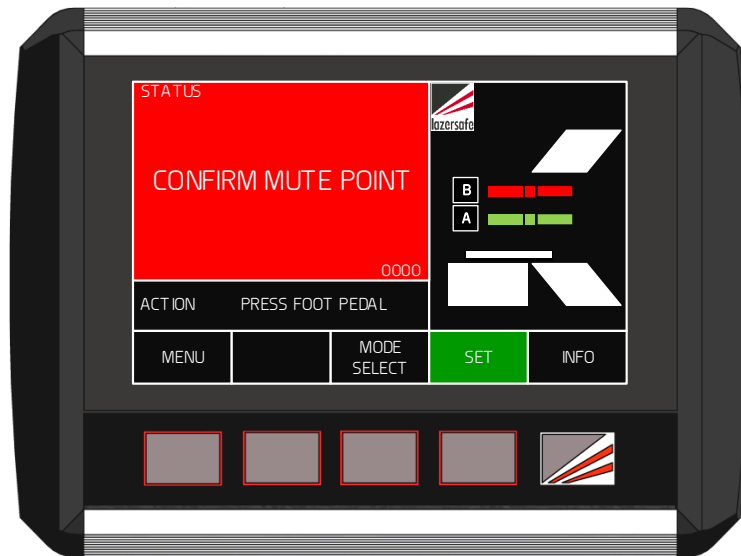 STATUS
lazersafe
CONFIRM MUTE POINT
B
A
0000
ACTION PRESS FOOT PEDAL
MENU
MODE
SELECT
SET
INFO